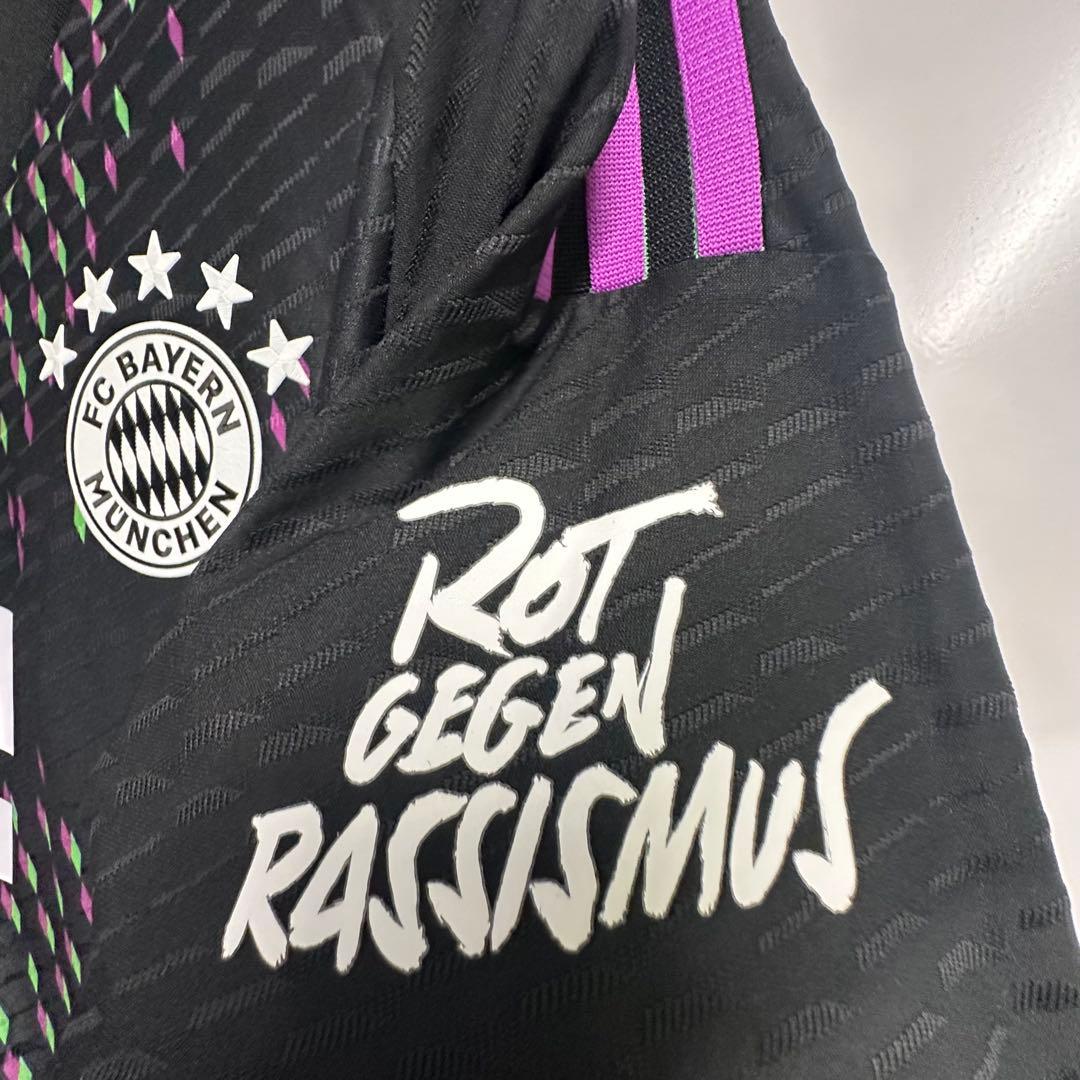 FC BAYERN
MÜNCHEN
ROT
GEGEN
RASSISMUS